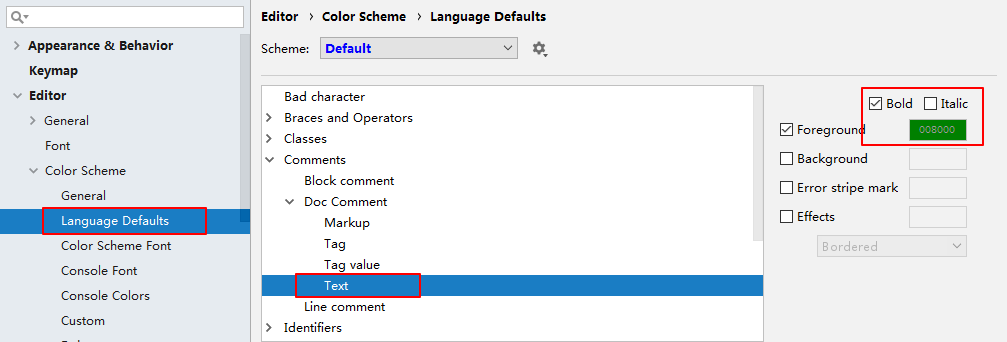 Editor › Color Scheme › Language Defaults
Scheme: Default
Appearance & Behavior
Keymap
Editor
General
Font
Color Scheme
General
Language Defaults
Color Scheme Font
Console Font
Console Colors
Custom
Bad character
Braces and Operators
Classes
Comments
Block comment
Doc Comment
Markup
Tag
Tag value
Text
Line comment
Identifiers
Bold Italic
Foreground 008000
Background
Error stripe mark
Effects
Bordered